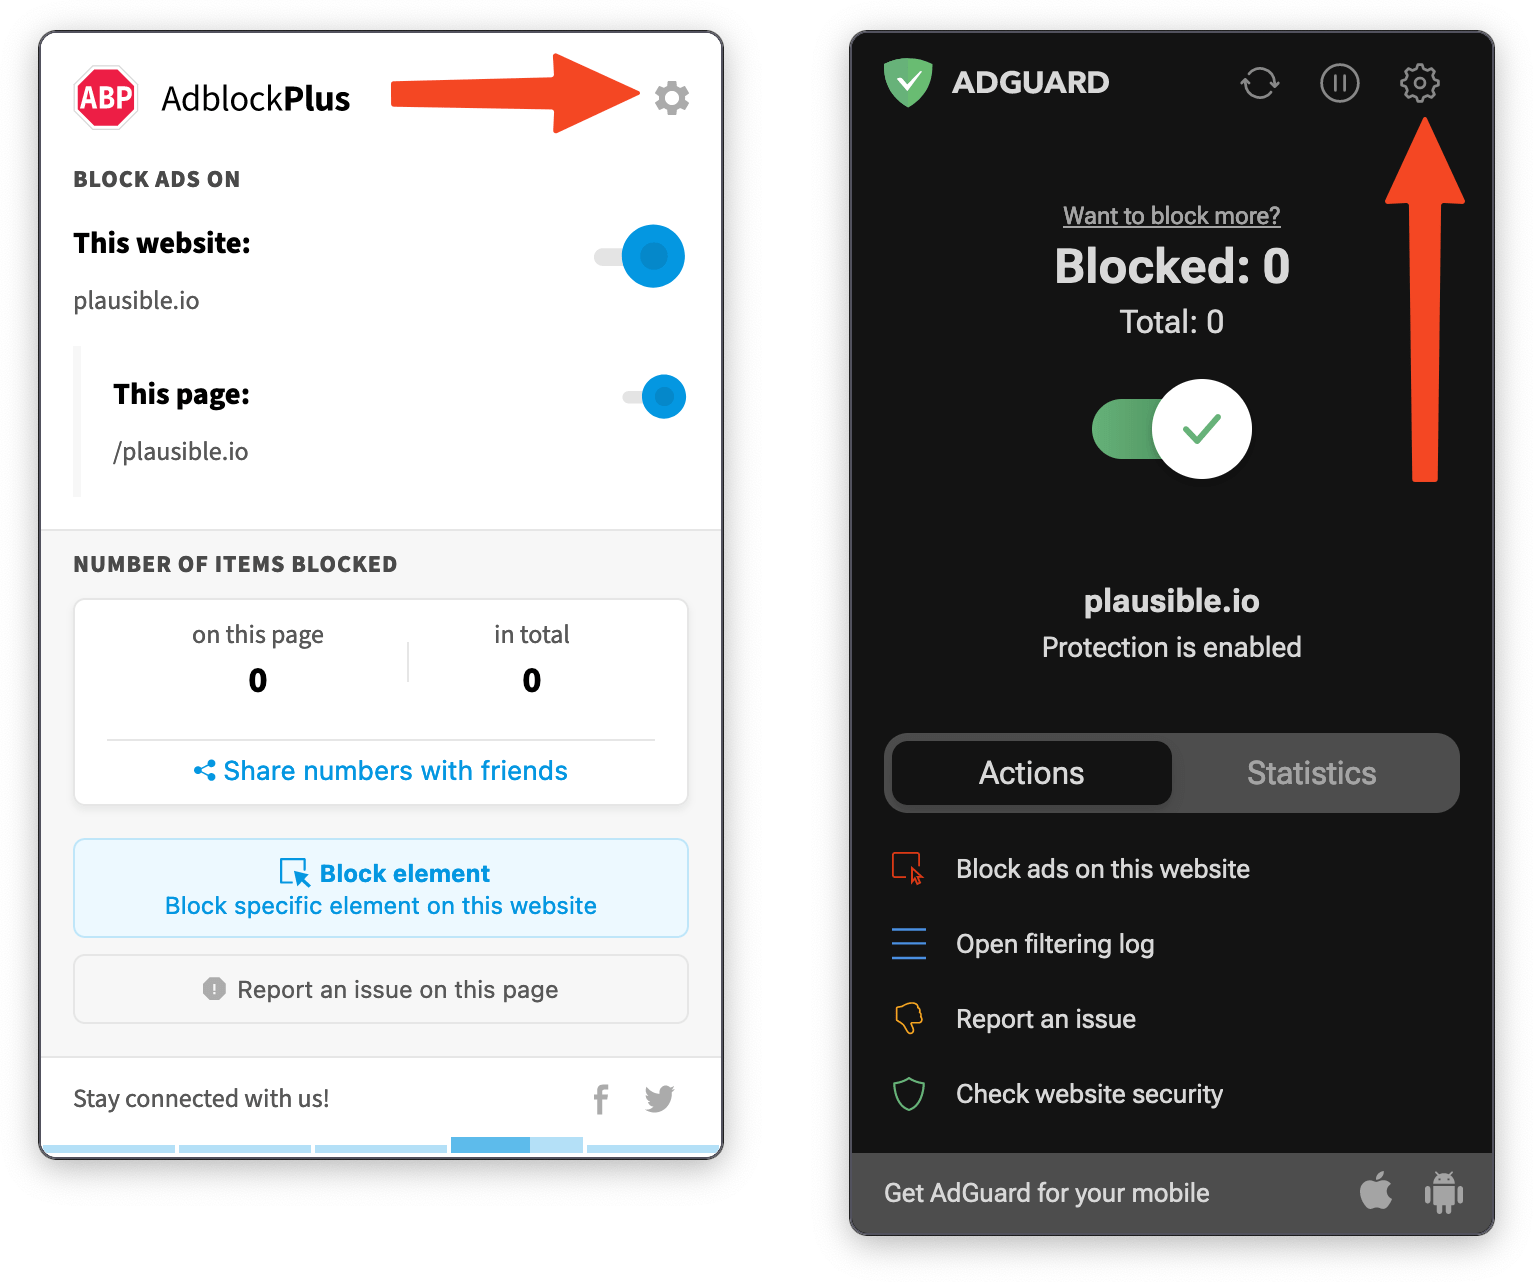 ABP
AdblockPlus
BLOCK ADS ON
This website:
plausible.io
This page:
/plausible.io
NUMBER OF ITEMS BLOCKED
on this page
in total
0
0
Share numbers with friends
Block element
Block specific element on this website
Report an issue on this page
Stay connected with us!
ADGUARD
Want to block more?
Blocked: 0
Total: 0
plausible.io
Protection is enabled
Actions
Statistics
Block ads on this website
Open filtering log
Report an issue
Check website security
Get AdGuard for your mobile